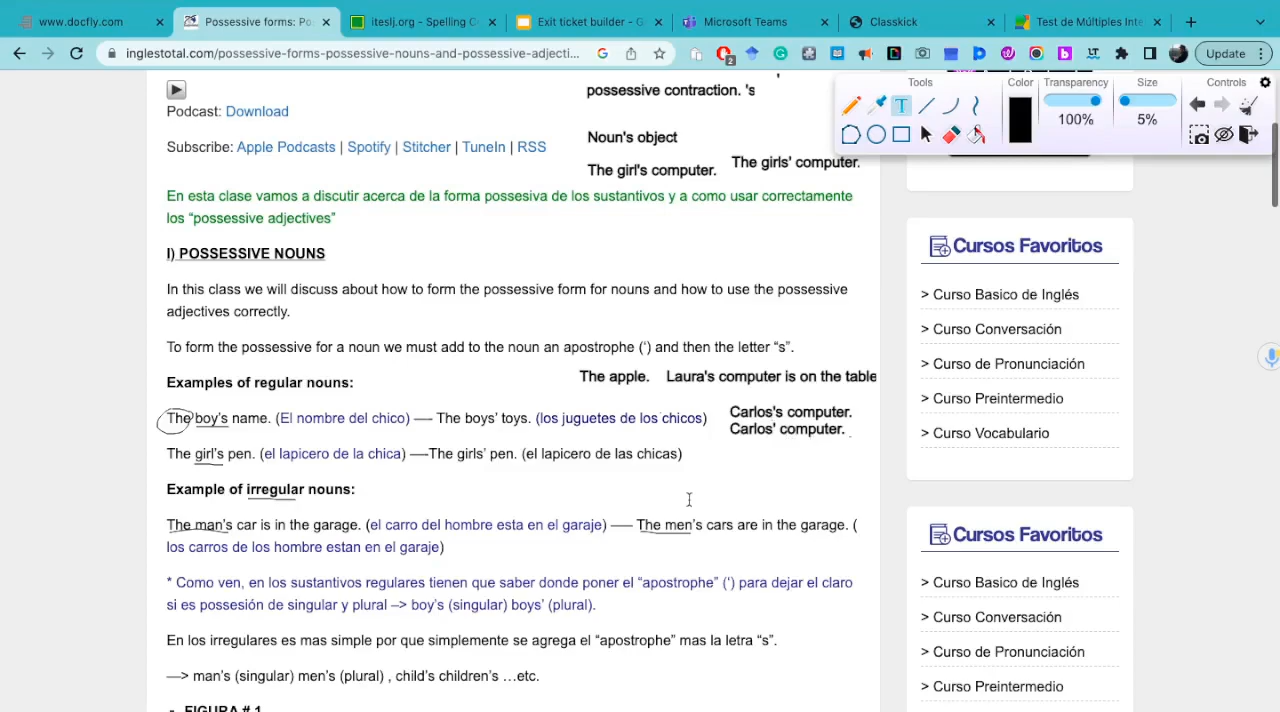 www.docfly.com
Possessive forms: Po
iteslj.org - Spelling C
Exit ticket builder - G
Microsoft Teams
Classkick
Test de Múltiples Inte
inglestotal.com/possessive-forms-possessive-nouns-and-possessive-adjecti...
2
Update
possessive contraction. 's
'
Podcast: Download
Noun's object
Subscribe: Apple Podcasts | Spotify | Stitcher | TuneIn | RSS
The girl's computer.
The girls' computer.
Tools
Color
Transparency
Size
Controls
100%
5%
En esta clase vamos a discutir acerca de la forma possesiva de los sustantivos y a como usar correctamente
los “possessive adjectives”
I) POSSESSIVE NOUNS
In this class we will discuss about how to form the possessive form for nouns and how to use the possessive
adjectives correctly.
To form the possessive for a noun we must add to the noun an apostrophe (‘) and then the letter “s”.
Examples of regular nouns:
The apple.
Laura's computer is on the table
The boy’s name. (El nombre del chico) —- The boys’ toys. (los juguetes de los chicos)
Carlos's computer.
Carlos' computer.
The girl’s pen. (el lapicero de la chica) —-The girls’ pen. (el lapicero de las chicas)
Example of irregular nouns:
The man’s car is in the garage. (el carro del hombre esta en el garaje) —– The men’s cars are in the garage. (
los carros de los hombre estan en el garaje)
* Como ven, en los sustantivos regulares tienen que saber donde poner el “apostrophe” (‘) para dejar el claro
si es possesión de singular y plural –> boy’s (singular) boys’ (plural).
En los irregulares es mas simple por que simplemente se agrega el “apostrophe” mas la letra “s”.
—> man’s (singular) men’s (plural) , child’s children’s …etc.
- FIGURA # 1
Cursos Favoritos
> Curso Basico de Inglés
> Curso Conversación
> Curso de Pronunciación
> Curso Preintermedio
> Curso Vocabulario
Cursos Favoritos
> Curso Basico de Inglés
> Curso Conversación
> Curso de Pronunciación
> Curso Preintermedio